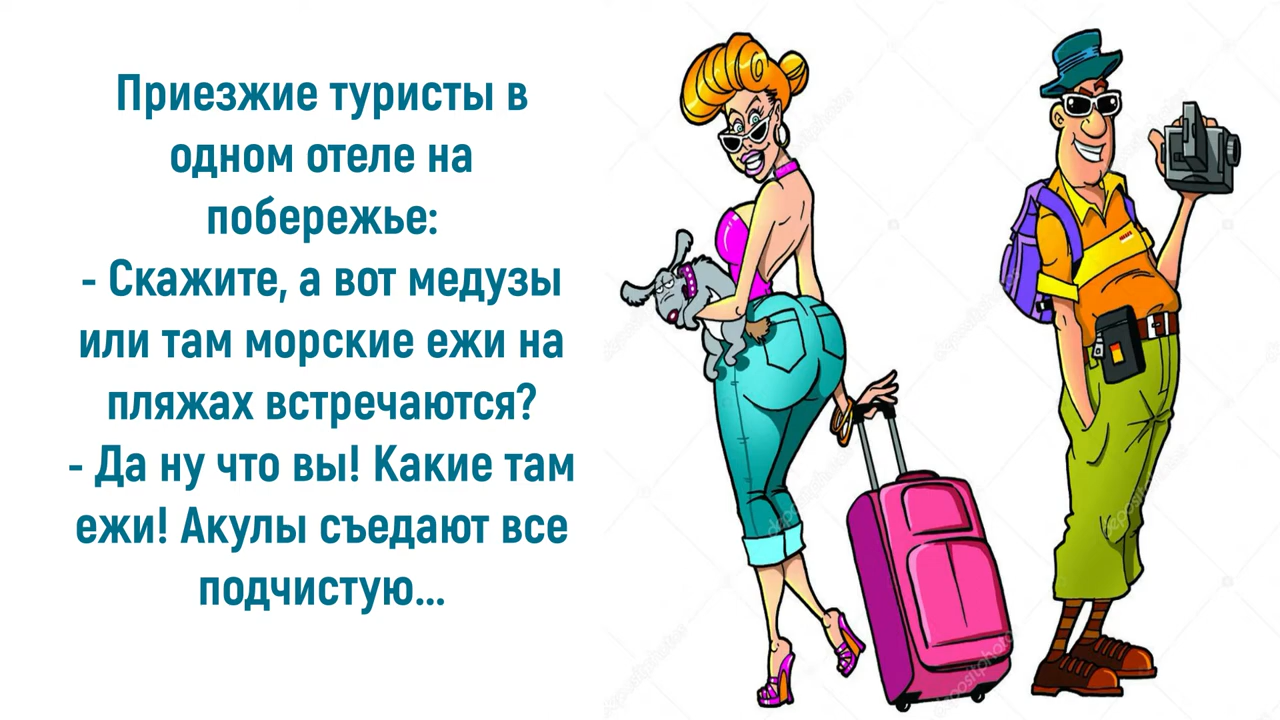 Приезжие туристы в
одном отеле на
побережье:
- Скажите, а вот медузы
или там морские ежи на
пляжах встречаются?
- Да ну что вы! Какие там
ежи! Акулы съедают все
подчистую...
depositphotos